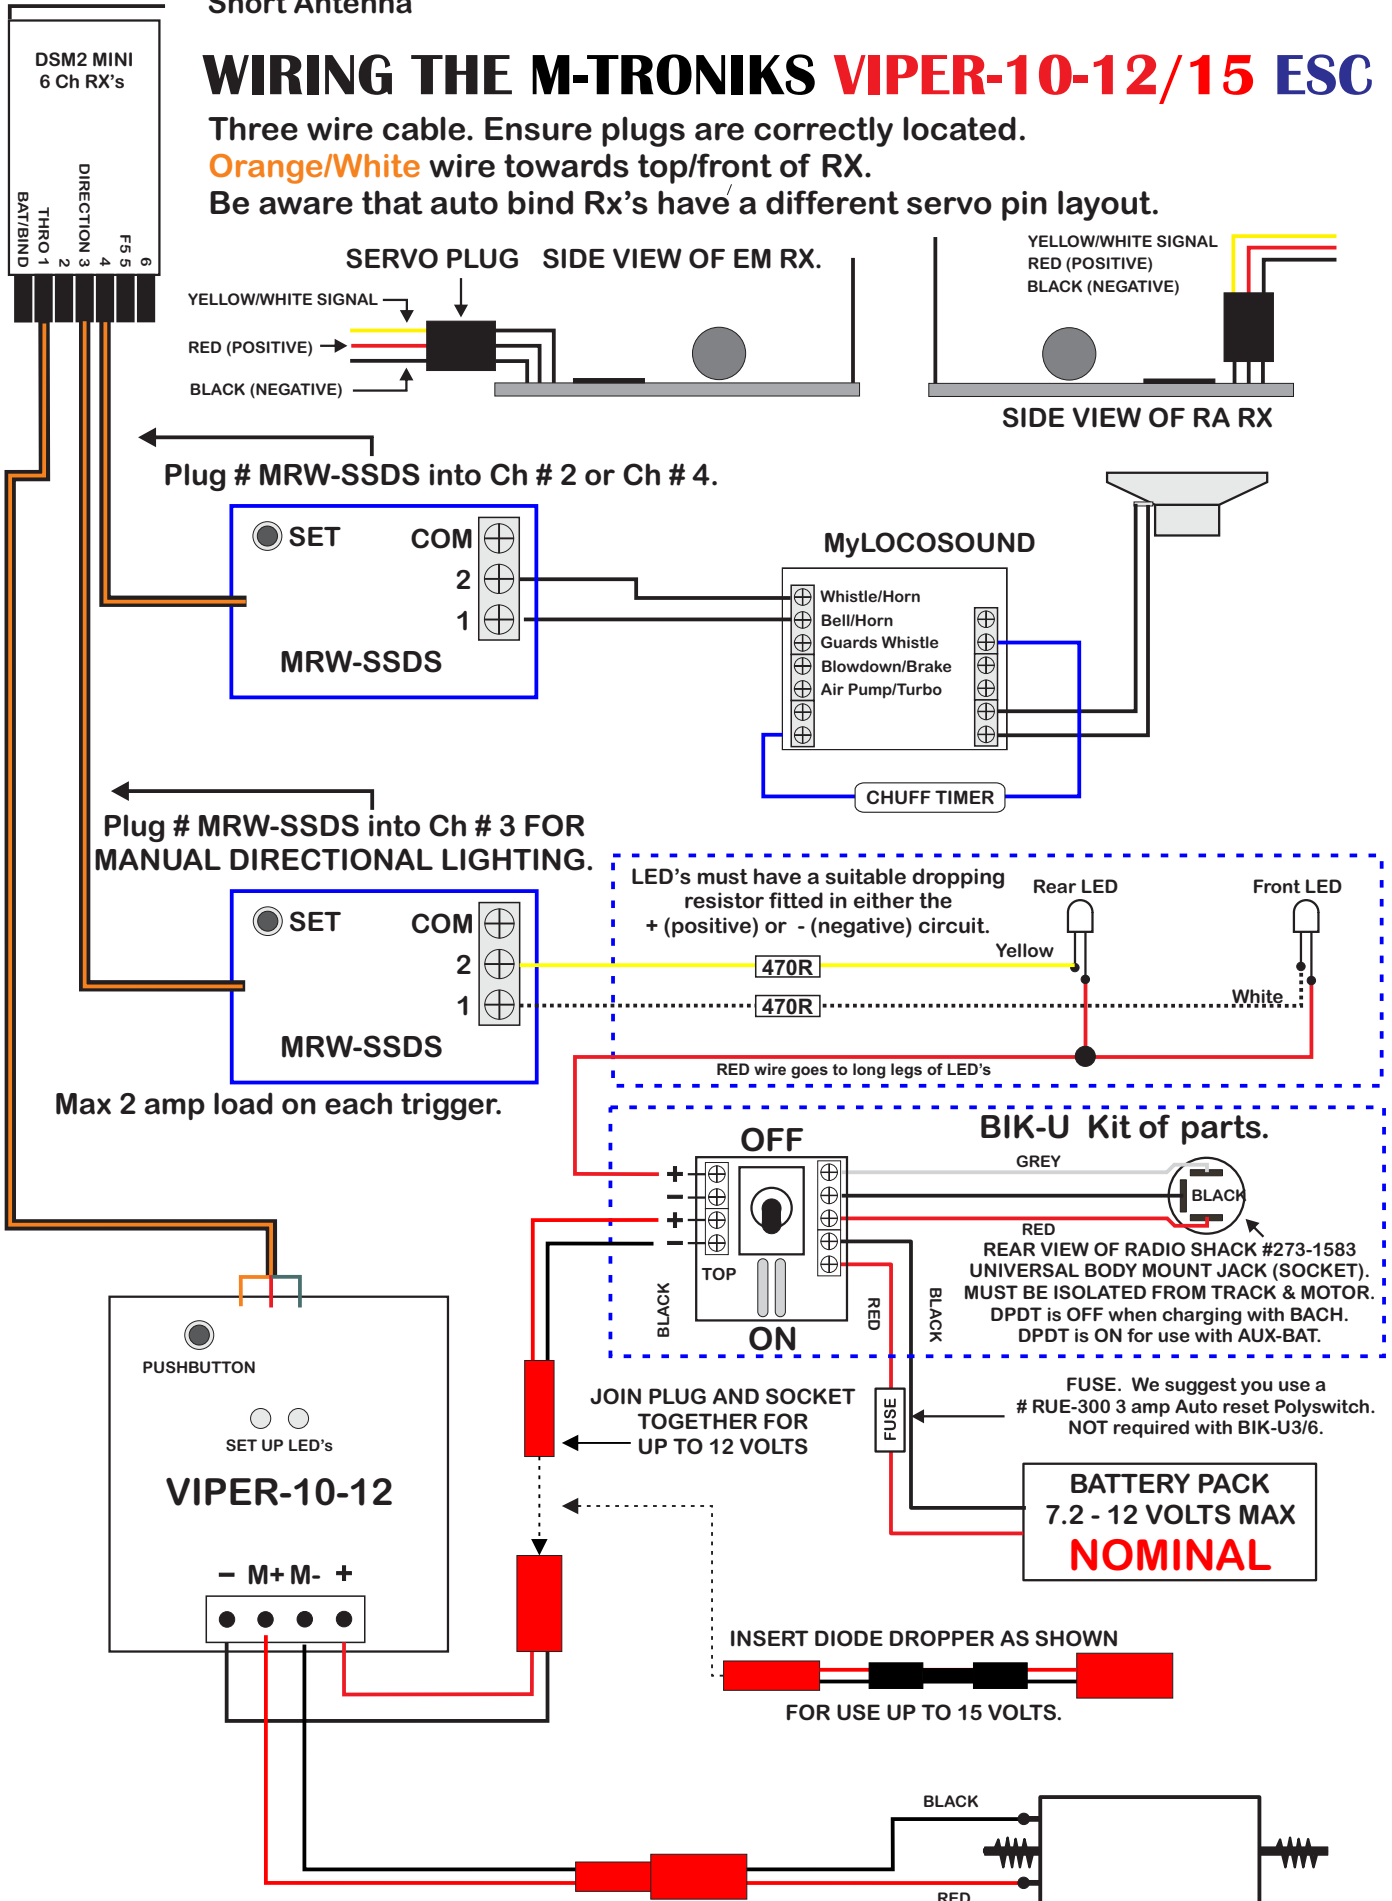 Short Antenna
DSM2 MINI
6 Ch RX's
BAT/BIND
THRO 1
2
DIRECTION 3
4
F5 5
6
WIRING THE M-TRONIKS VIPER-10-12/15 ESC
Three wire cable. Ensure plugs are correctly located.
Orange/White wire towards top/front of RX.
Be aware that auto bind Rx's have a different servo pin layout.
SERVO PLUG
SIDE VIEW OF EM RX.
YELLOW/WHITE SIGNAL
RED (POSITIVE)
BLACK (NEGATIVE)
YELLOW/WHITE SIGNAL
RED (POSITIVE)
BLACK (NEGATIVE)
SIDE VIEW OF RA RX
Plug # MRW-SSDS into Ch # 2 or Ch # 4.
SET
COM
2
1
MRW-SSDS
MyLOCOSOUND
Whistle/Horn
Bell/Horn
Guards Whistle
Blowdown/Brake
Air Pump/Turbo
CHUFF TIMER
Plug # MRW-SSDS into Ch # 3 FOR
MANUAL DIRECTIONAL LIGHTING.
SET
COM
2
1
MRW-SSDS
Max 2 amp load on each trigger.
LED's must have a suitable dropping
resistor fitted in either the
+ (positive) or - (negative) circuit.
Rear LED
Front LED
Yellow
470R
White
470R
RED wire goes to long legs of LED's
BIK-U Kit of parts.
OFF
+
−
+
−
TOP
ON
GREY
BLACK
RED
BLACK
RED
BLACK
REAR VIEW OF RADIO SHACK #273-1583
UNIVERSAL BODY MOUNT JACK (SOCKET).
MUST BE ISOLATED FROM TRACK & MOTOR.
DPDT is OFF when charging with BACH.
DPDT is ON for use with AUX-BAT.
PUSHBUTTON
SET UP LED's
VIPER-10-12
− M+ M- +
JOIN PLUG AND SOCKET
TOGETHER FOR
UP TO 12 VOLTS
FUSE
FUSE. We suggest you use a
# RUE-300 3 amp Auto reset Polyswitch.
NOT required with BIK-U3/6.
BATTERY PACK
7.2 - 12 VOLTS MAX
NOMINAL
INSERT DIODE DROPPER AS SHOWN
FOR USE UP TO 15 VOLTS.
BLACK
RED